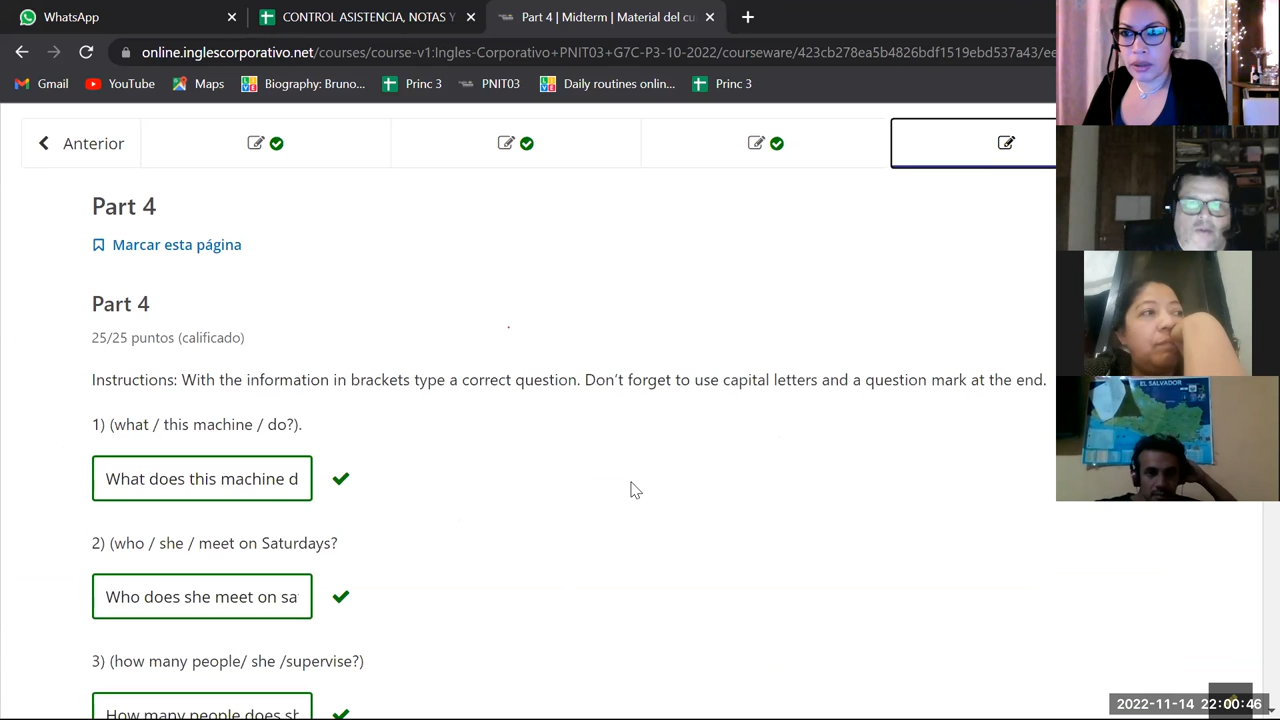 WhatsApp
CONTROL ASISTENCIA, NOTAS Y
Part 4 | Midterm | Material del cu
online.inglescorporativo.net/courses/course-v1:inglescorporativo+PNIT03+G7C-P3-10-2022/courseware/423cb278ea5b4826bdf1519ebd537a43/ee
Gmail
YouTube
Maps
Biography: Bruno...
Princ 2
PNIT03
Daily routines onlin...
Princ 3
Anterior
Part 4
Marcar esta página
Part 4
25/25 puntos (calificado)
Instructions: With the information in brackets type a correct question. Don't forget to use capital letters and a question mark at the end.
1) (what / this machine / do?).
What does this machine d
2) (who / she / meet on Saturdays?
Who does she meet on sa
3) (how many people/ she /supervise?)
How many people does sh
EL SALVADOR
2022-11-14 22:00:46